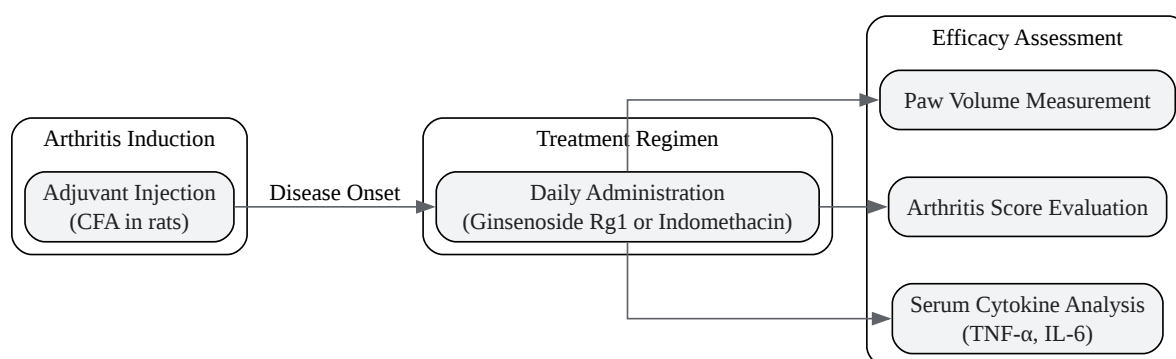 Arthritis Induction
Adjuvant Injection
(CFA in rats)
Disease Onset
Treatment Regimen
Daily Administration
(Ginsenoside Rg1 or Indomethacin)
Efficacy Assessment
Paw Volume Measurement
Arthritis Score Evaluation
Serum Cytokine Analysis
(TNF-α, IL-6)